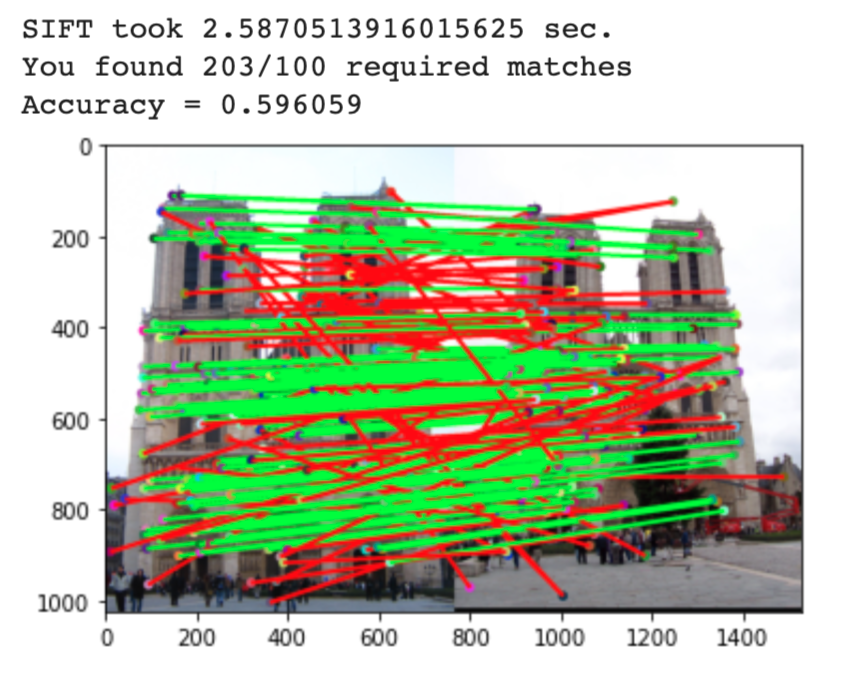 SIFT took 2.5870513916015625 sec.
You found 203/100 required matches
Accuracy = 0.596059
0
200
400
600
800
1000
0 200 400 600 800 1000 1200 1400